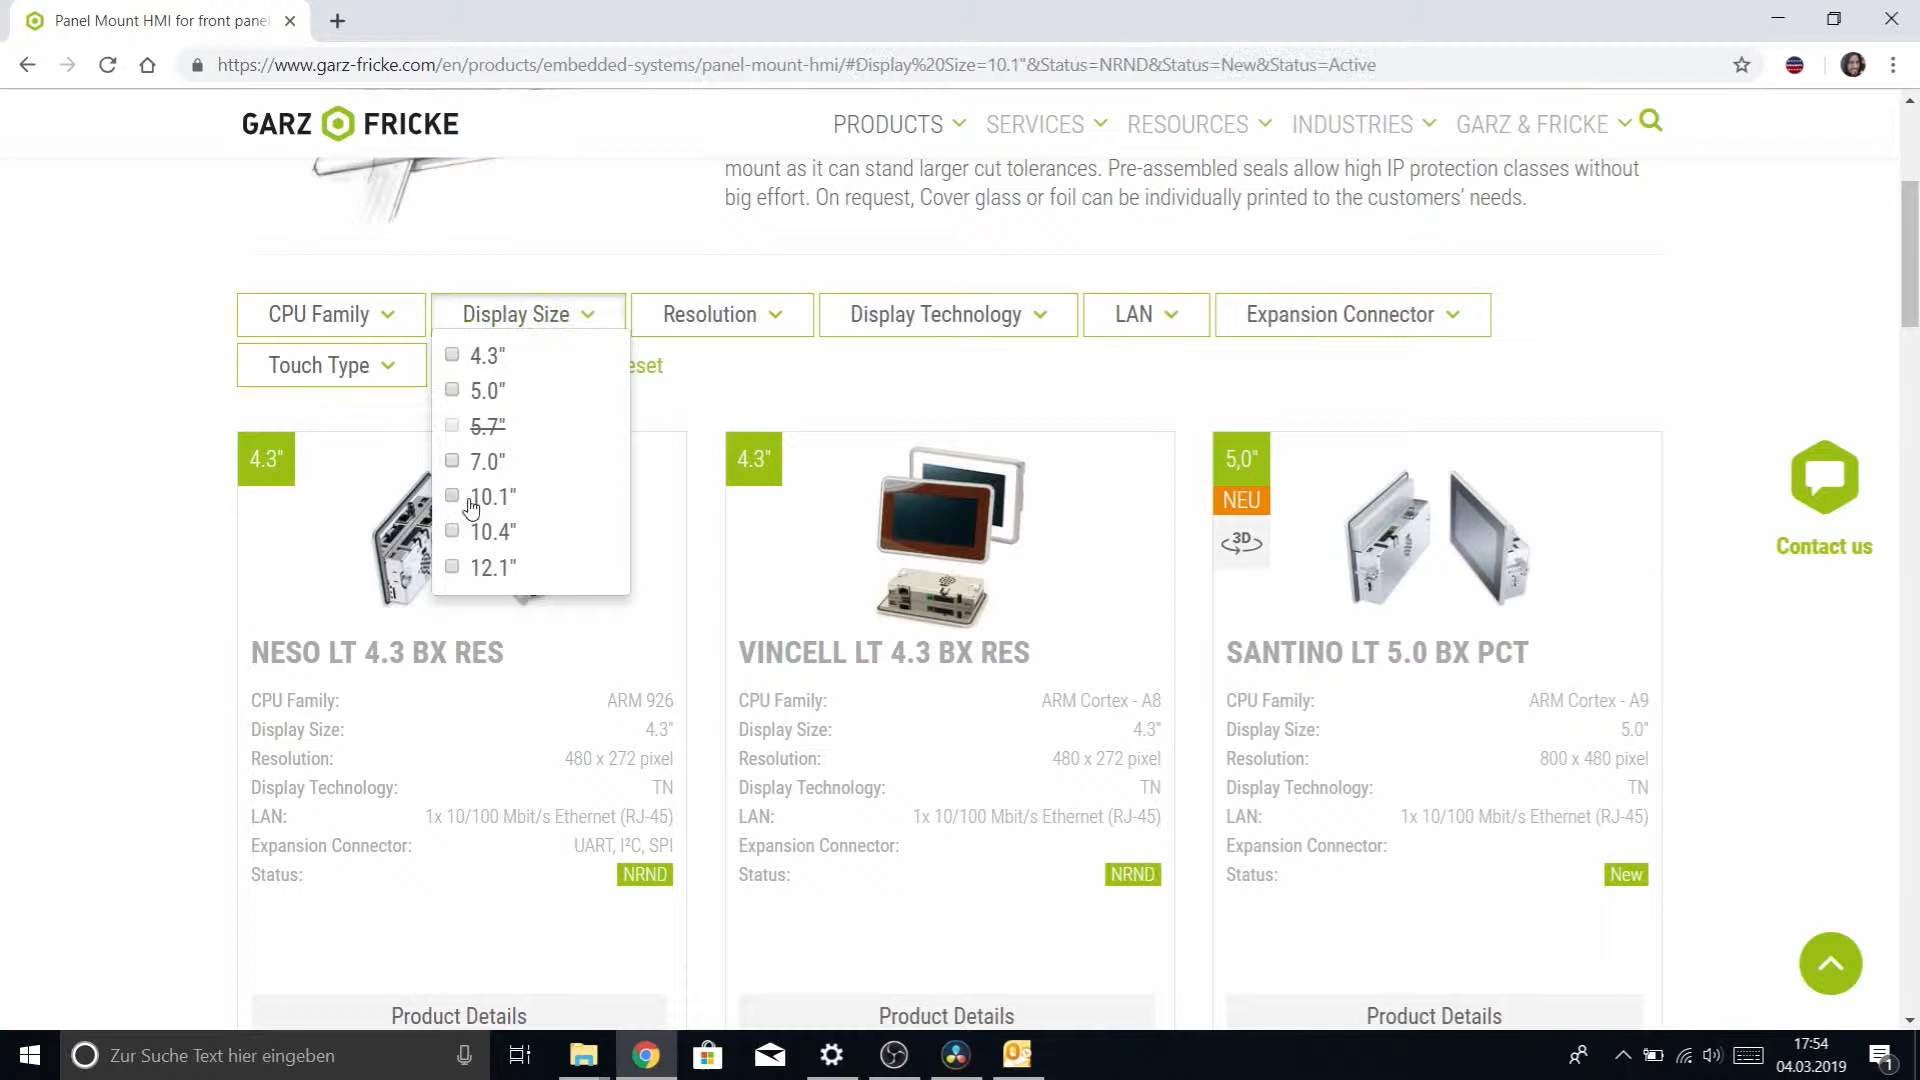 Panel Mount HMI for front panel
https://www.garz-fricke.com/en/products/embedded-systems/panel-mount-hmi/#Display%20Size=10.1"&Status=NRND&Status=New&Status=Active
GARZ FRICKE
PRODUCTS SERVICES RESOURCES INDUSTRIES GARZ & FRICKE
mount as it can stand larger cut tolerances. Pre-assembled seals allow high IP protection classes without
big effort. On request, Cover glass or foil can be individually printed to the customers’ needs.
CPU Family Display Size Resolution Display Technology LAN Expansion Connector
Touch Type eset
4.3"
5.0"
5.7"
7.0"
10.1"
10.4"
12.1"
4.3"
4.3"
5,0"
NEU
3D
Contact us
NESO LT 4.3 BX RES
CPU Family: ARM 926
Display Size: 4.3"
Resolution: 480 x 272 pixel
Display Technology: TN
LAN: 1x 10/100 Mbit/s Ethernet (RJ-45)
Expansion Connector: UART, I²C, SPI
Status: NRND
Product Details
VINCELL LT 4.3 BX RES
CPU Family: ARM Cortex - A8
Display Size: 4.3"
Resolution: 480 x 272 pixel
Display Technology: TN
LAN: 1x 10/100 Mbit/s Ethernet (RJ-45)
Expansion Connector:
Status: NRND
Product Details
SANTINO LT 5.0 BX PCT
CPU Family: ARM Cortex - A9
Display Size: 5.0"
Resolution: 800 x 480 pixel
Display Technology: TN
LAN: 1x 10/100 Mbit/s Ethernet (RJ-45)
Expansion Connector:
Status: New
Product Details
Zur Suche Text hier eingeben
17:54
04.03.2019
1